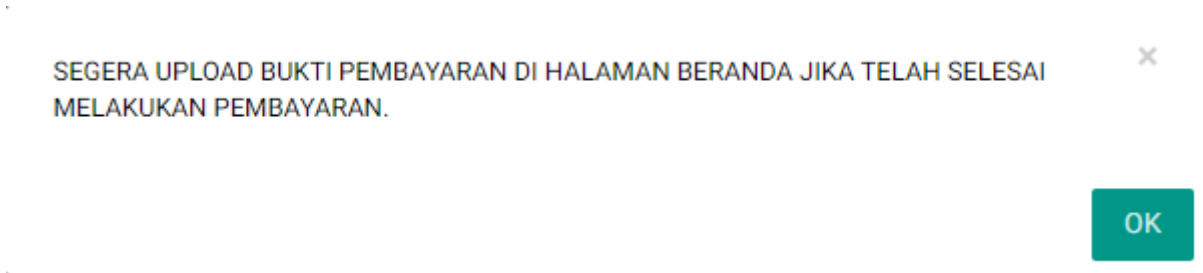 SEGERA UPLOAD BUKTI PEMBAYARAN DI HALAMAN BERANDA JIKA TELAH SELESAI
MELAKUKAN PEMBAYARAN.
×
OK